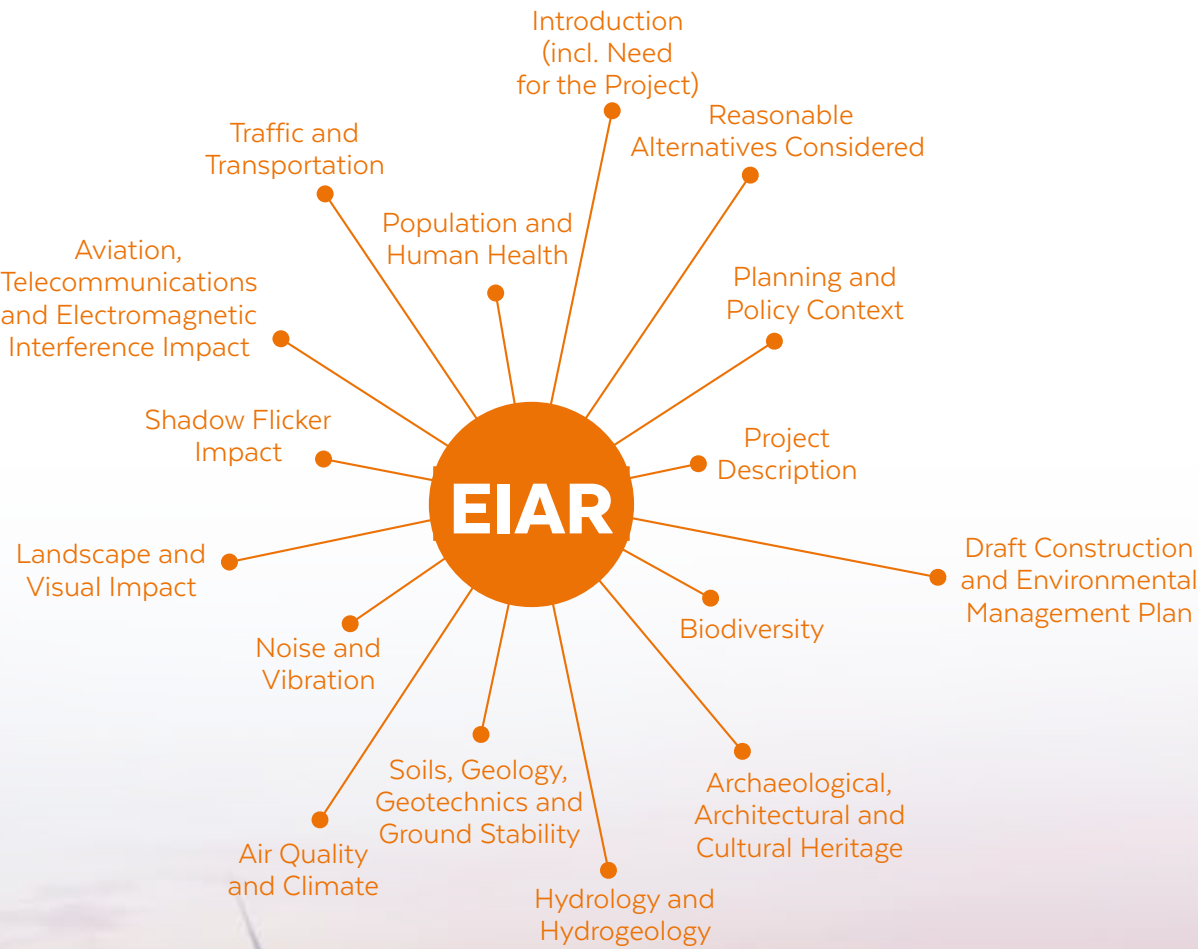 Introduction
(incl. Need
for the Project)
Reasonable
Alternatives Considered
Traffic and
Transportation
Population and
Human Health
Aviation,
Telecommunications
and Electromagnetic
Interference Impact
Planning and
Policy Context
Shadow Flicker
Impact
Project
Description
EIAR
Landscape and
Visual Impact
Draft Construction
and Environmental
Management Plan
Biodiversity
Noise and
Vibration
Soils, Geology,
Geotechnics and
Ground Stability
Archaeological,
Architectural and
Cultural Heritage
Air Quality
and Climate
Hydrology and
Hydrogeology